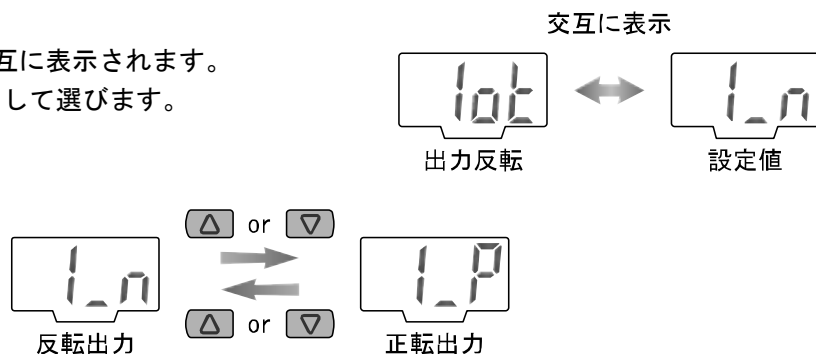 交互に表示
互に表示されます。
して選びます。
1ot
1_n
出力反転
設定値
△ or ▽
1_n
1_P
△ or ▽
反転出力
正転出力